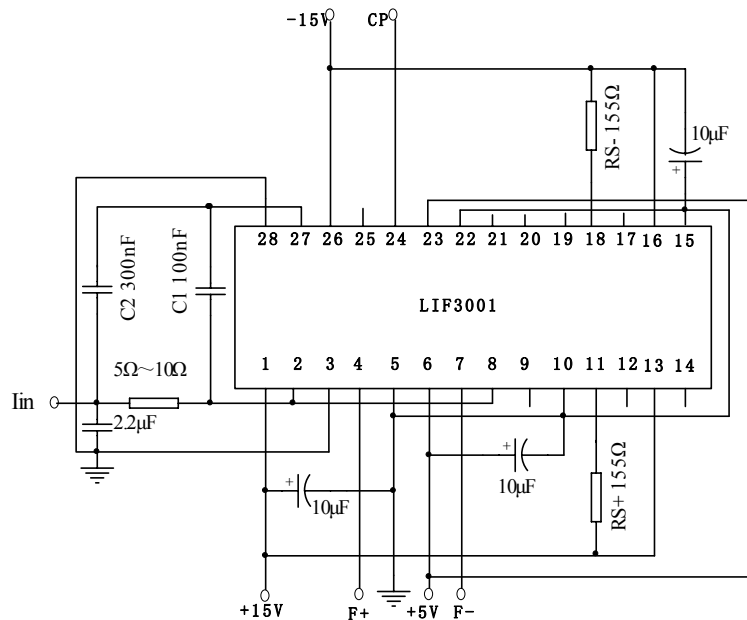 -15V CP
RS- 155Ω
10μF
+
28 27 26 25 24 23 22 21 20 19 18 17 16 15
C2 300nF
C1 100nF
LIF3001
1 2 3 4 5 6 7 8 9 10 11 12 13 14
5Ω～10Ω
Iin
2.2μF
+
10μF
+
10μF
RS+ 155Ω
+15V F+ +5V F-